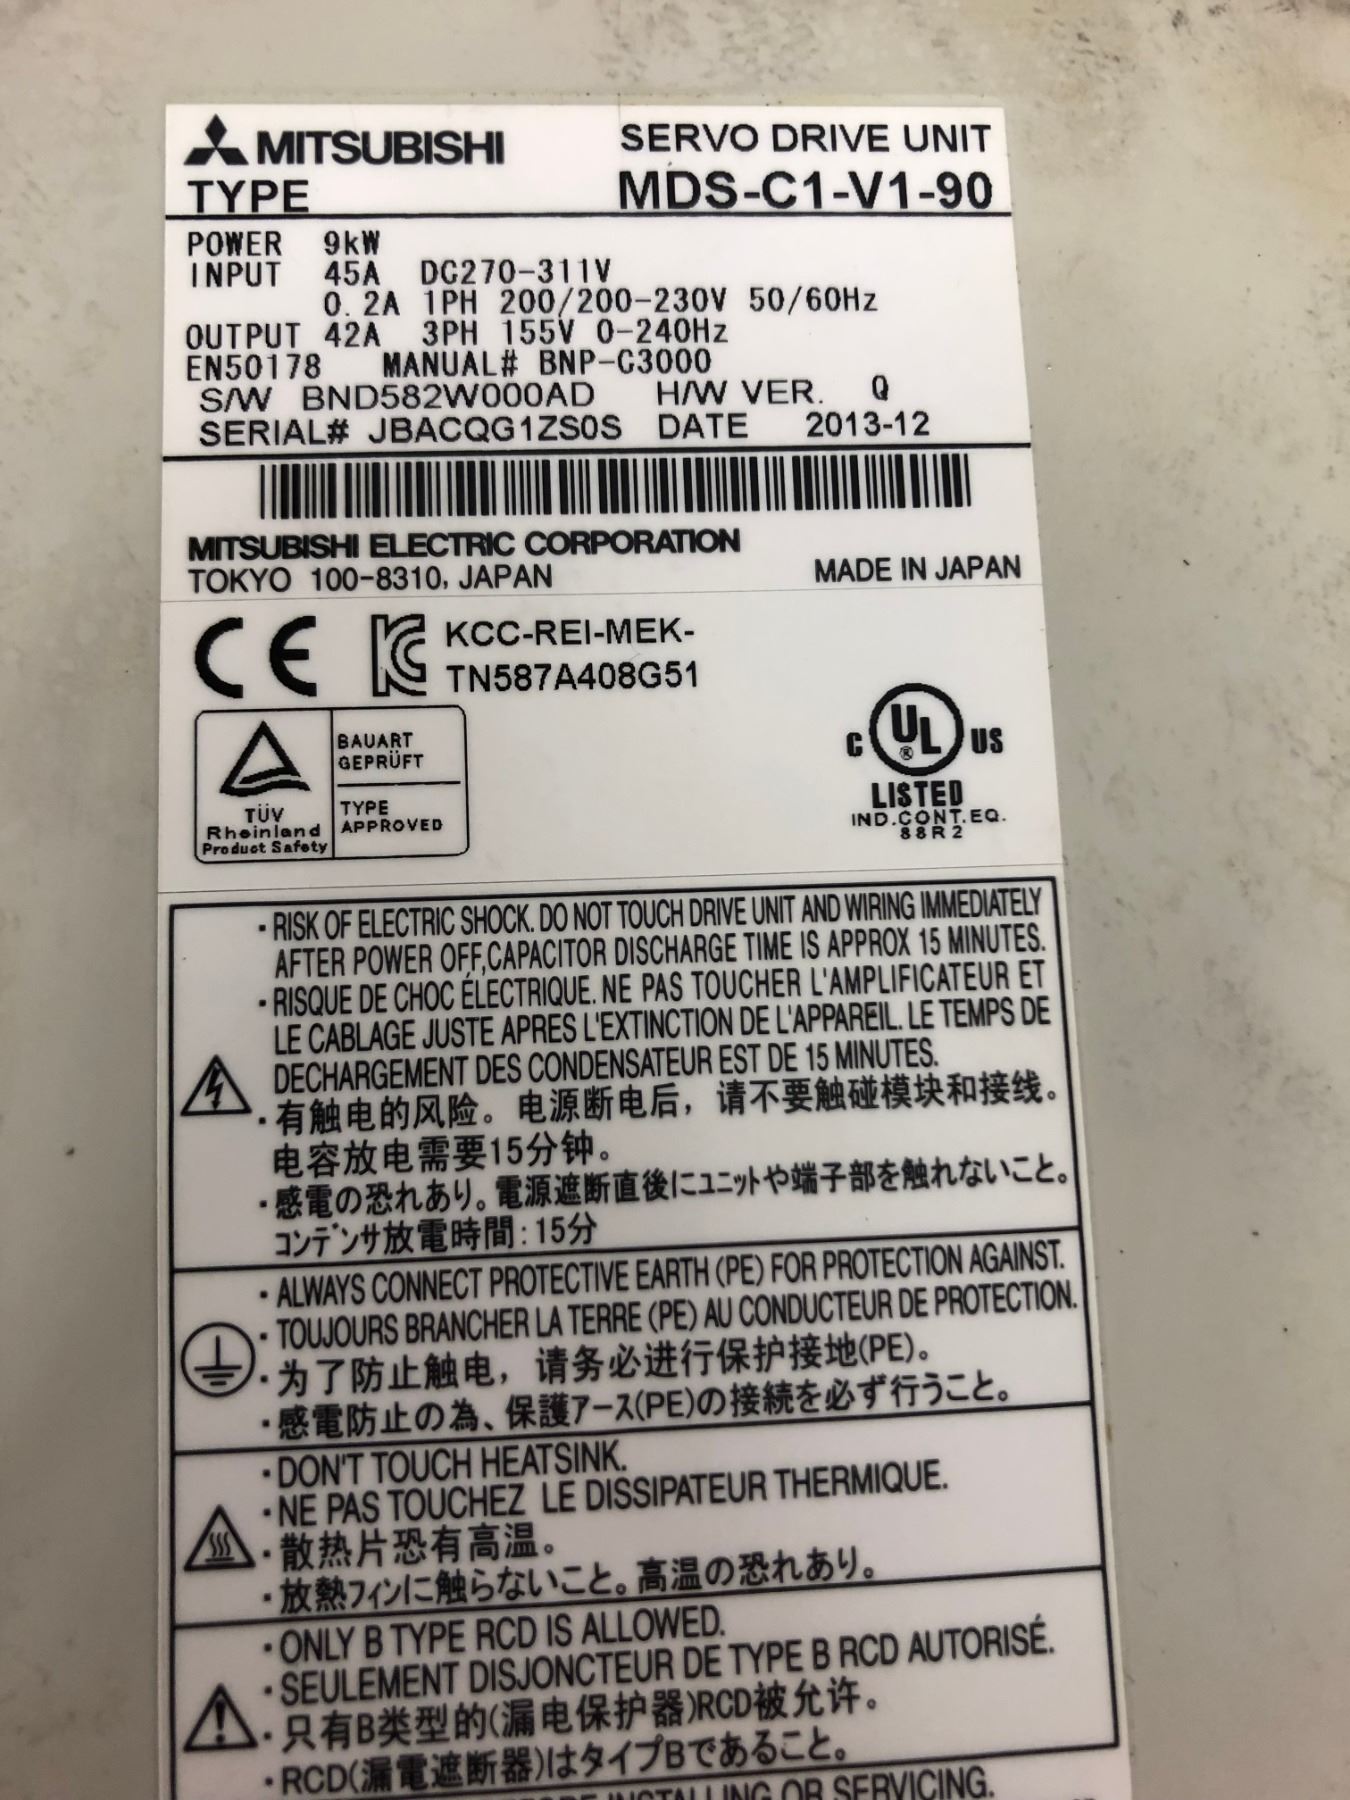 MITSUBISHI SERVO DRIVE UNIT
TYPE MDS-C1-V1-90
POWER 9kW
INPUT 45A DC270-311V
0.2A 1PH 200/200-230V 50/60Hz
OUTPUT 42A 3PH 155V 0-240Hz
EN50178 MANUAL# BNP-C3000
S/W BND582W000AD H/W VER. Q
SERIAL# JBACQG1ZS0S DATE 2013-12
MITSUBISHI ELECTRIC CORPORATION
TOKYO 100-8310, JAPAN MADE IN JAPAN
CE KC KCC-REI-MEK-
TN587A408G51
TÜV
Rheinland
Product Safety
BAUART
GEPRÜFT
TYPE
APPROVED
C UL ® US
LISTED
IND.CONT.EQ.
88R2
・RISK OF ELECTRIC SHOCK. DO NOT TOUCH DRIVE UNIT AND WIRING IMMEDIATELY
AFTER POWER OFF,CAPACITOR DISCHARGE TIME IS APPROX 15 MINUTES.
・RISQUE DE CHOC ÉLECTRIQUE. NE PAS TOUCHER L'AMPLIFICATEUR ET
LE CABLAGE JUSTE APRES L'EXTINCTION DE L'APPAREIL. LE TEMPS DE
DECHARGEMENT DES CONDENSATEUR EST DE 15 MINUTES.
・有触电的风险。电源断电后，请不要触碰模块和接线。
电容放电需要15分钟。
・感電の恐れあり。電源遮断直後にユニットや端子部を触れないこと。
コンデンサ放電時間:15分
・ALWAYS CONNECT PROTECTIVE EARTH (PE) FOR PROTECTION AGAINST.
・TOUJOURS BRANCHER LA TERRE (PE) AU CONDUCTEUR DE PROTECTION.
・为了防止触电，请务必进行保护接地(PE)。
・感電防止の為、保護アース(PE)の接続を必ず行うこと。
・DON'T TOUCH HEATSINK.
・NE PAS TOUCHEZ LE DISSIPATEUR THERMIQUE.
・散热片恐有高温。
・放熱フィンに触らないこと。高温の恐れあり。
・ONLY B TYPE RCD IS ALLOWED.
・SEULEMENT DISJONCTEUR DE TYPE B RCD AUTORISÉ.
・只有B类型的(漏电保护器)RCD被允许。
・RCD(漏電遮断器)はタイプBであること。
INSTALLING OR SERVICING.